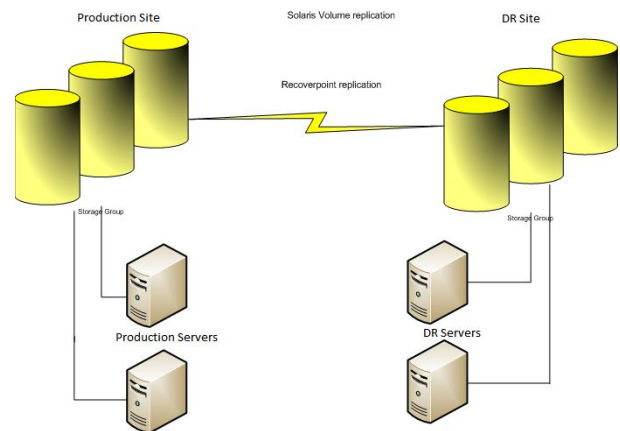 Production Site
Solaris Volume replication
DR Site
Recoverpoint replication
Storage Group
Storage Group
Production Servers
DR Servers